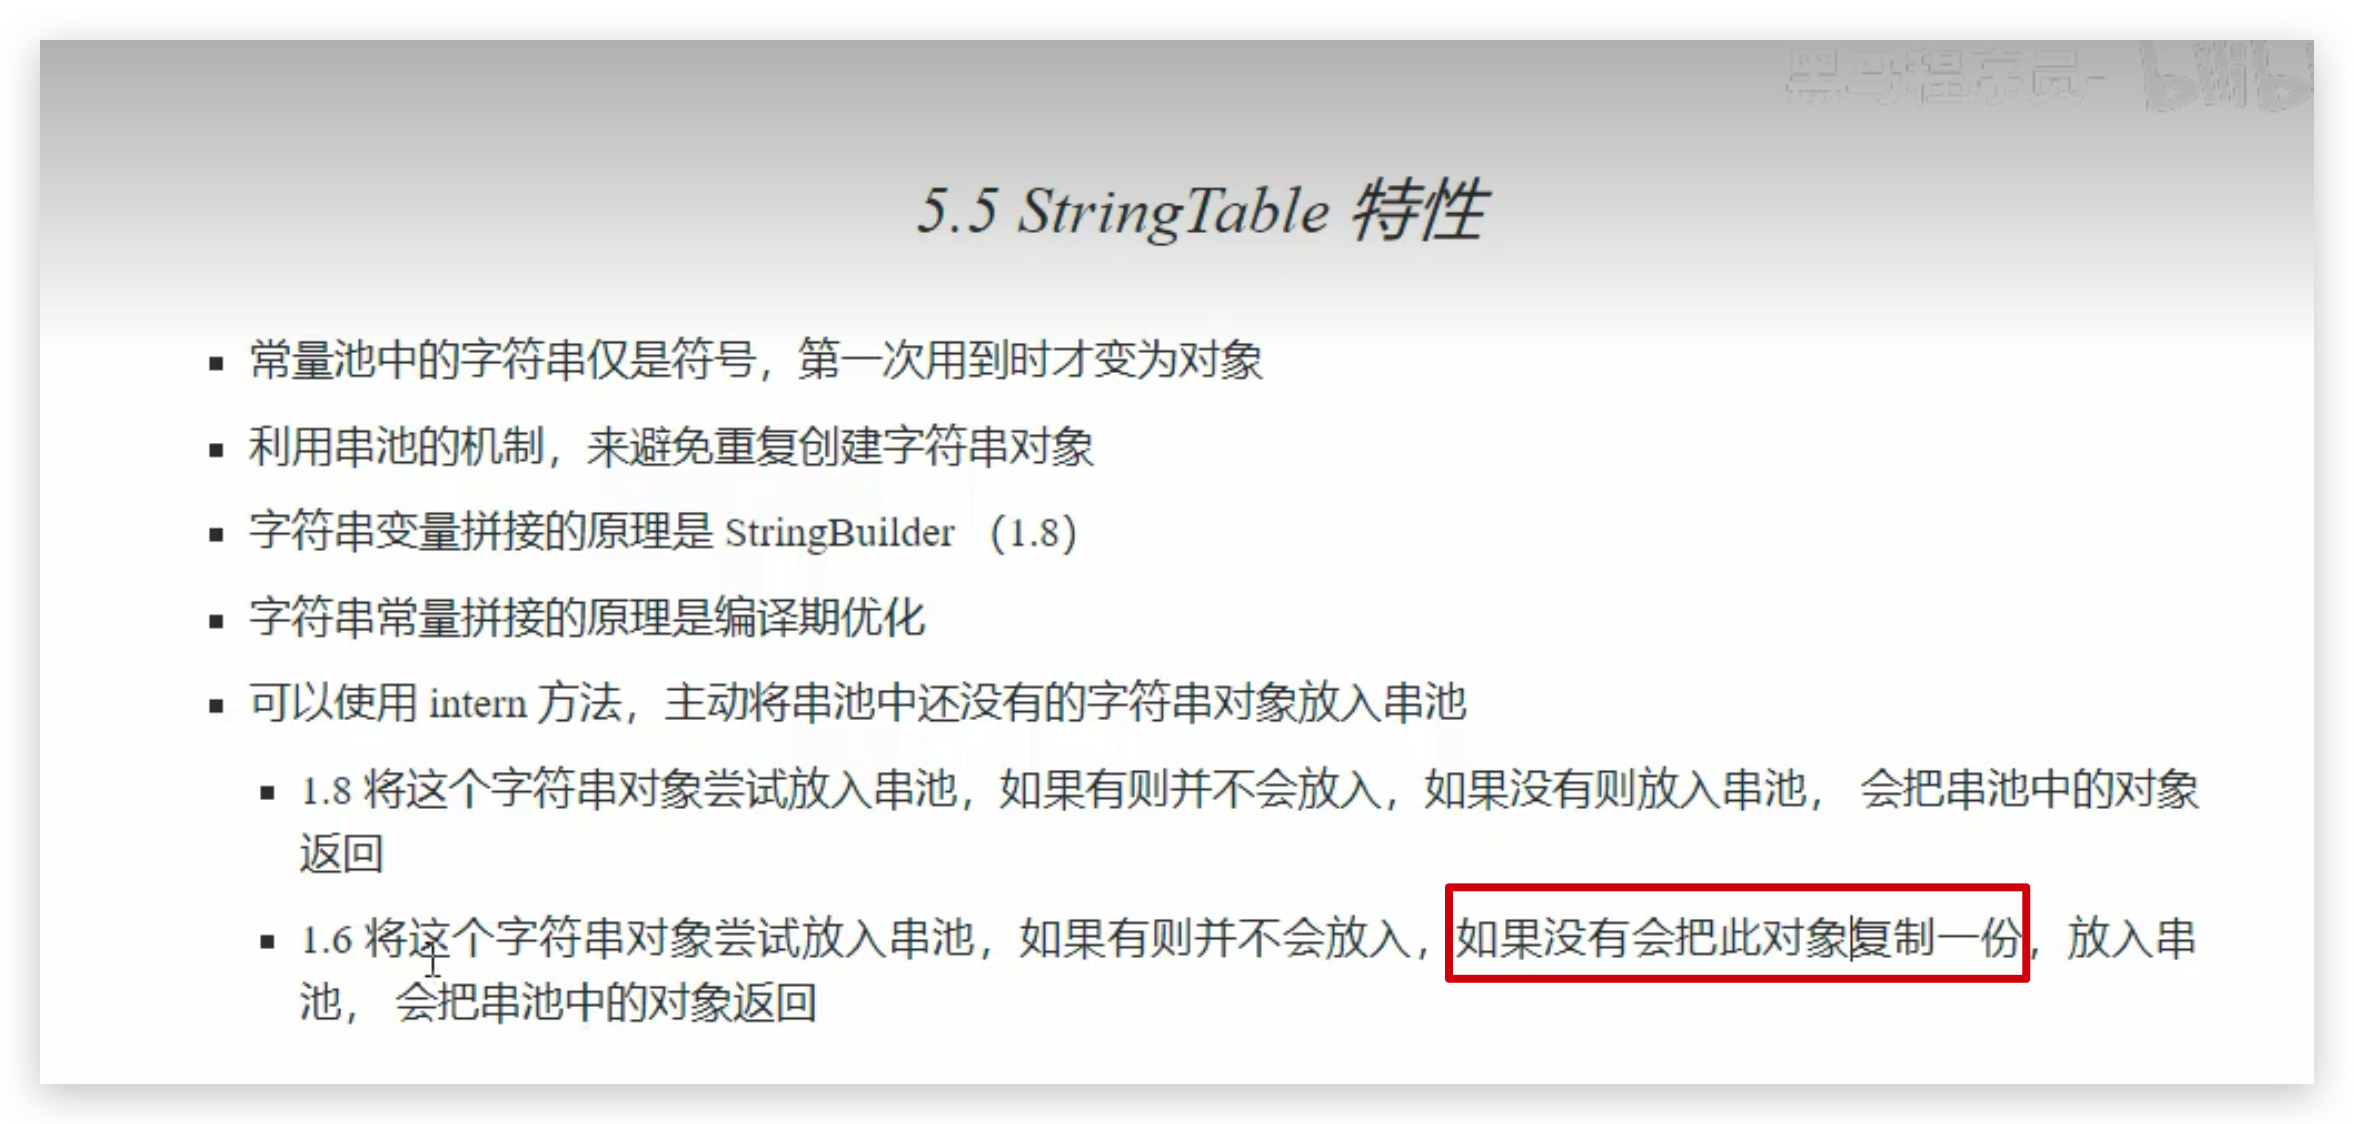 黑马程序员-
bilibili
5.5 StringTable 特性
常量池中的字符串仅是符号，第一次用到时才变为对象
利用串池的机制，来避免重复创建字符串对象
字符串变量拼接的原理是 StringBuilder （1.8）
字符串常量拼接的原理是编译期优化
可以使用 intern 方法，主动将串池中还没有的字符串对象放入串池
1.8 将这个字符串对象尝试放入串池，如果有则并不会放入，如果没有则放入串池， 会把串池中的对象
返回
1.6 将这个字符串对象尝试放入串池，如果有则并不会放入，如果没有会把此对象复制一份，放入串
池， 会把串池中的对象返回